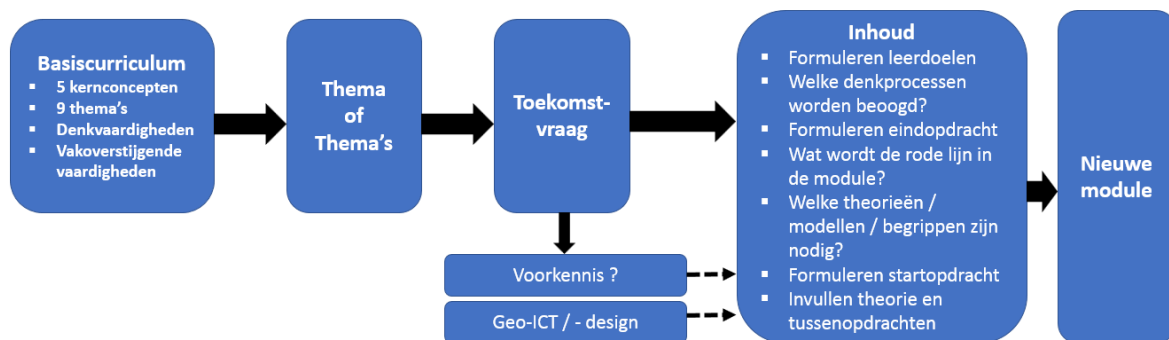 Basiscurriculum
▪ 5 kernconcepten
▪ 9 thema's
▪ Denkvaardigheden
▪ Vakoverstijgende
vaardigheden
Thema
of
Thema's
Toekomst-
vraag
Voorkennis ?
Geo-ICT / - design
Inhoud
▪ Formuleren leerdoelen
▪ Welke denkprocessen
worden beoogd?
▪ Formuleren eindopdracht
▪ Wat wordt de rode lijn in
de module?
▪ Welke theorieën /
modellen / begrippen zijn
nodig?
▪ Formuleren startopdracht
▪ Invullen theorie en
tussenopdrachten
Nieuwe
module